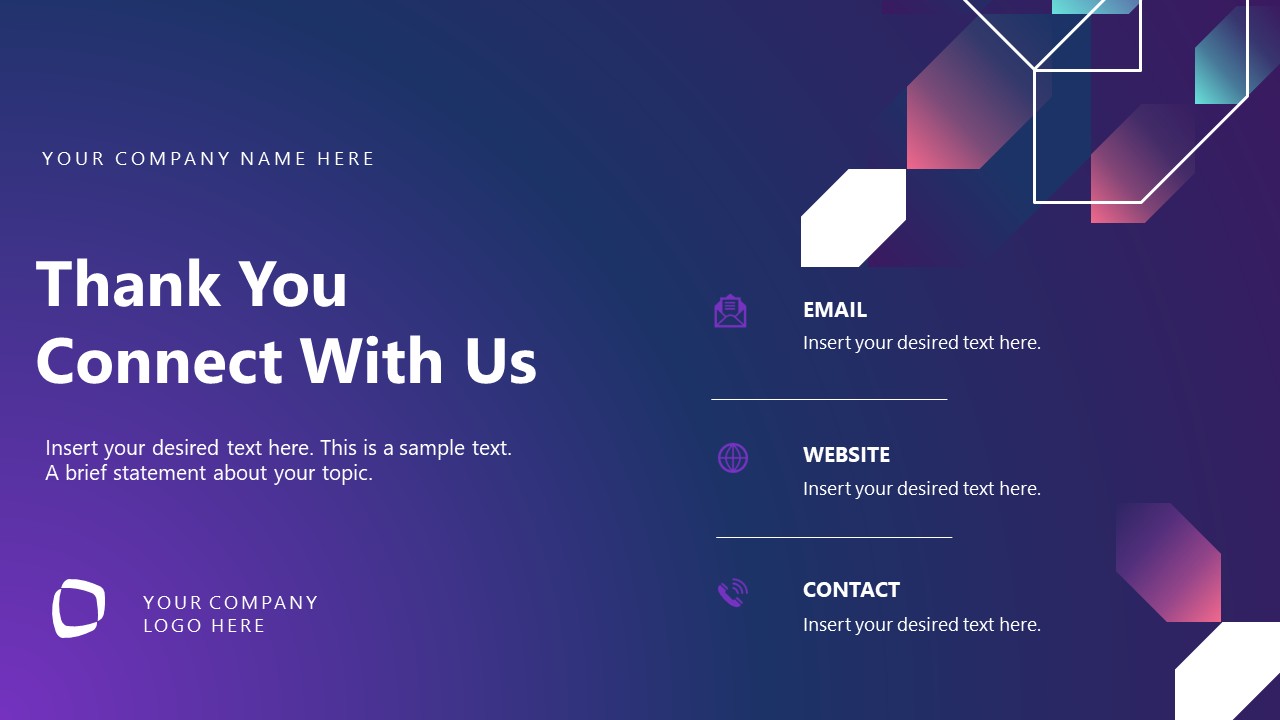 YOUR COMPANY NAME HERE
Thank You
Connect With Us
Insert your desired text here. This is a sample text.
A brief statement about your topic.
YOUR COMPANY
LOGO HERE
EMAIL
Insert your desired text here.
WEBSITE
Insert your desired text here.
CONTACT
Insert your desired text here.